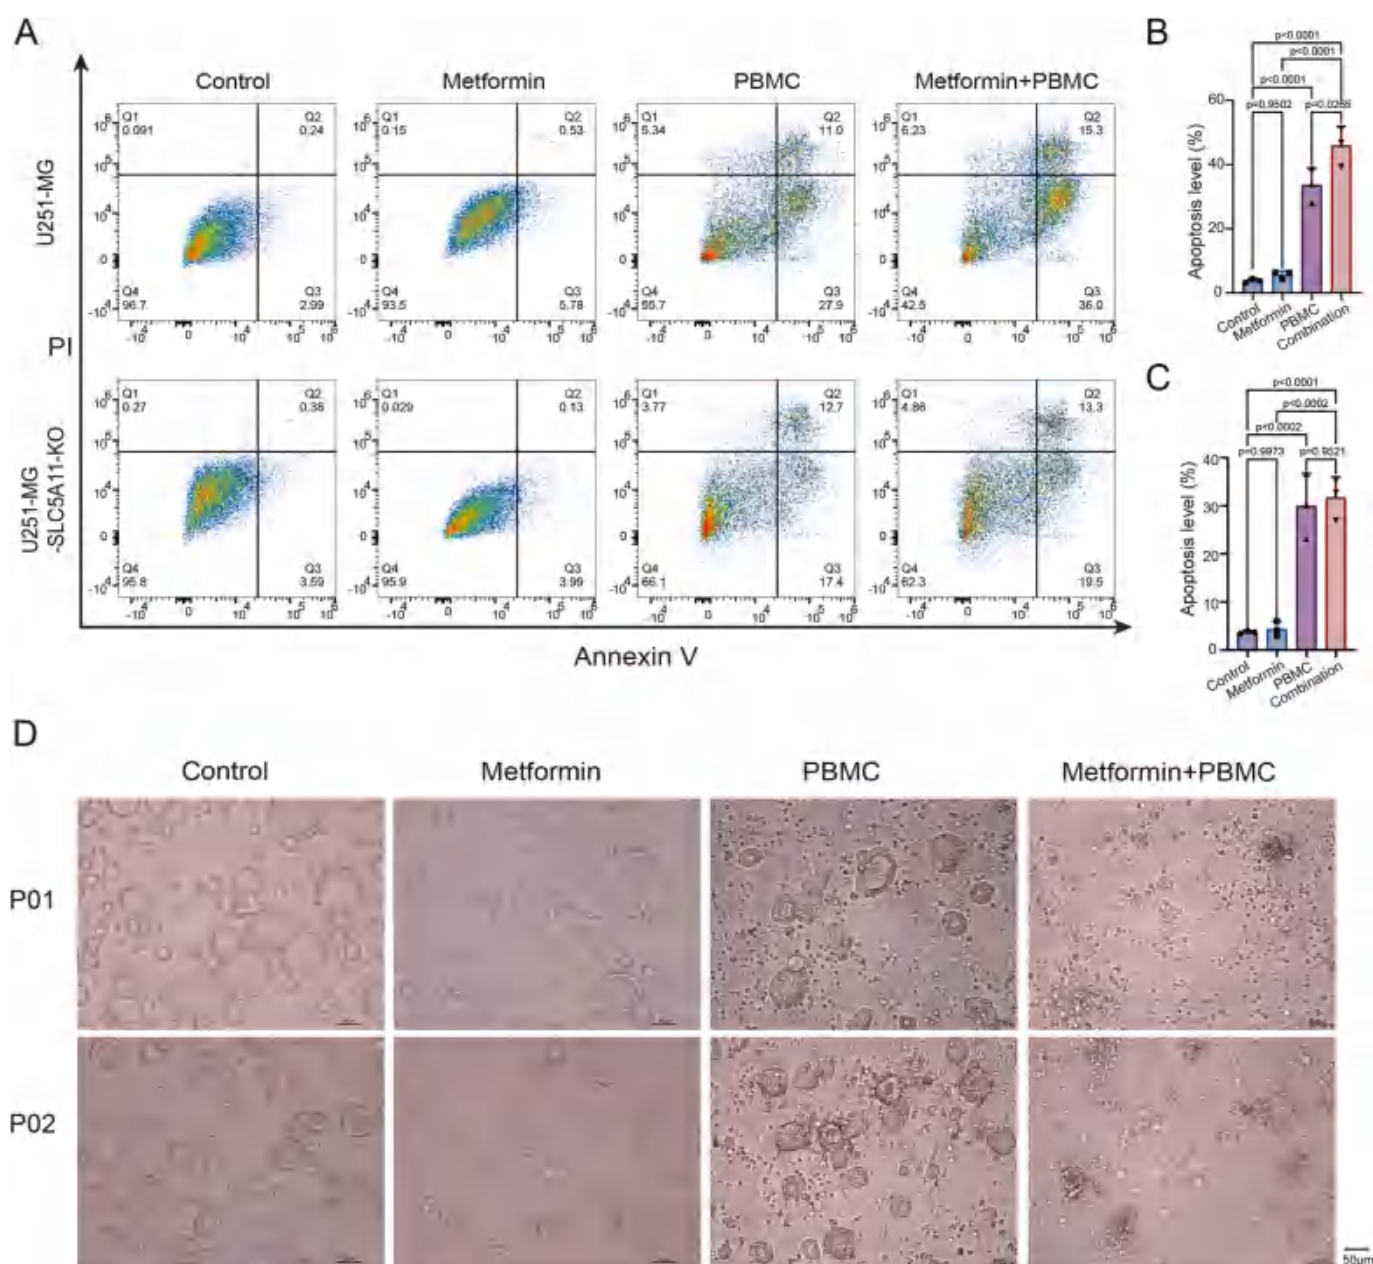 A
Control
Metformin
PBMC
Metformin+PBMC
U251-MG
Q1
0.091
Q2
0.24
Q4
96.7
Q3
2.99
Q1
0.15
Q2
0.53
Q4
93.5
Q3
5.78
Q1
5.34
Q2
11.0
Q4
55.7
Q3
27.9
Q1
6.23
Q2
15.3
Q4
42.5
Q3
36.0
PI
U251-MG
-SLC5A11-KO
Q1
0.27
Q2
0.36
Q4
95.8
Q3
3.59
Q1
0.029
Q2
0.13
Q4
95.9
Q3
3.99
Q1
3.77
Q2
12.7
Q4
66.1
Q3
17.4
Q1
4.86
Q2
13.3
Q4
62.3
Q3
19.5
Annexin V
B
p<0.0001
p<0.0001
p<0.0001
p=0.9502
Apoptosis level (%)
60
40
20
0
Control
Metformin
PBMC
Combination
C
p<0.0001
p<0.0002
p<0.0002
p=0.9973
p=0.9521
Apoptosis level (%)
40
30
20
10
0
Control
Metformin
PBMC
Combination
D
Control
Metformin
PBMC
Metformin+PBMC
P01
P02
50μm